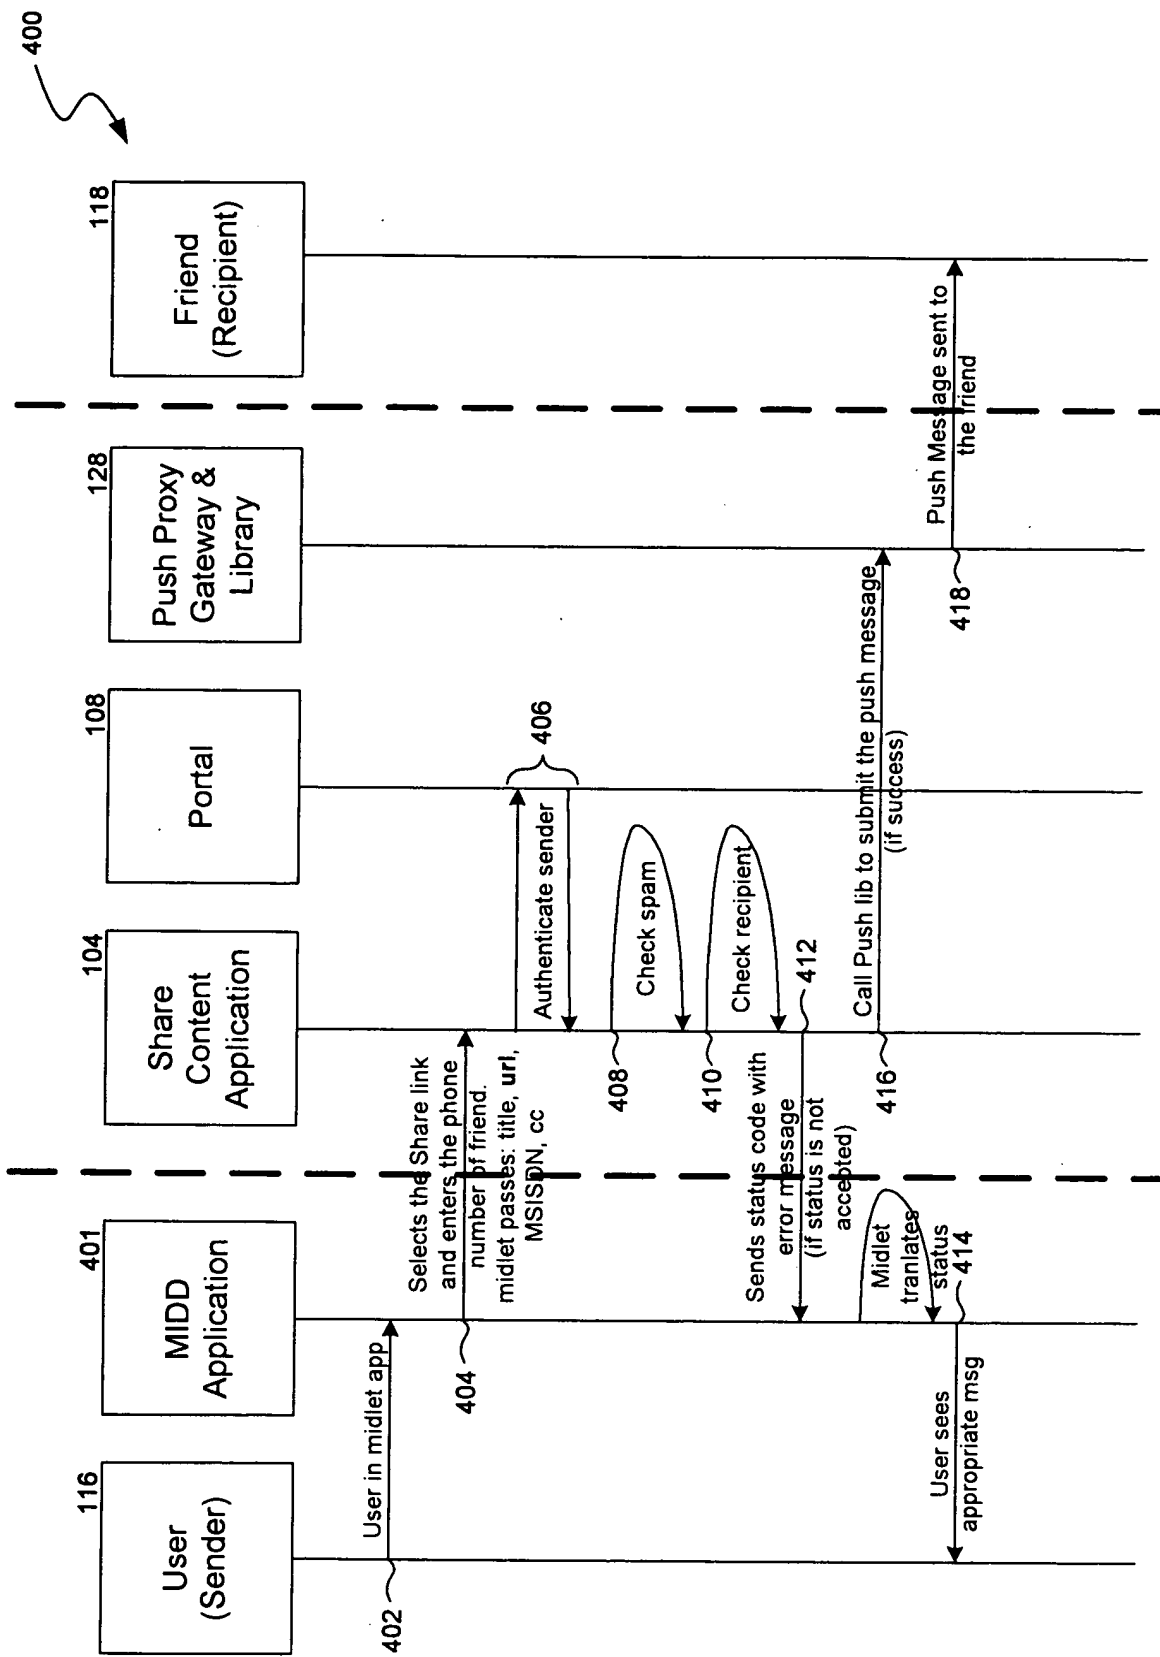 400
116
User
(Sender)
401
MIDD
Application
104
Share
Content
Application
108
Portal
128
Push Proxy
Gateway &
Library
118
Friend
(Recipient)
User in midlet app
402
Selects the Share link
and enters the phone
number of friend.
midlet passes: title, url,
MSISDN, cc
404
Authenticate sender
406
Check spam
408
Check recipient
410
Sends status code with
error message
(if status is not
accepted)
412
Midlet
tranlates
status
414
User sees
appropriate msg
Call Push lib to submit the push message
(if success)
416
Push Message sent to
the friend
418